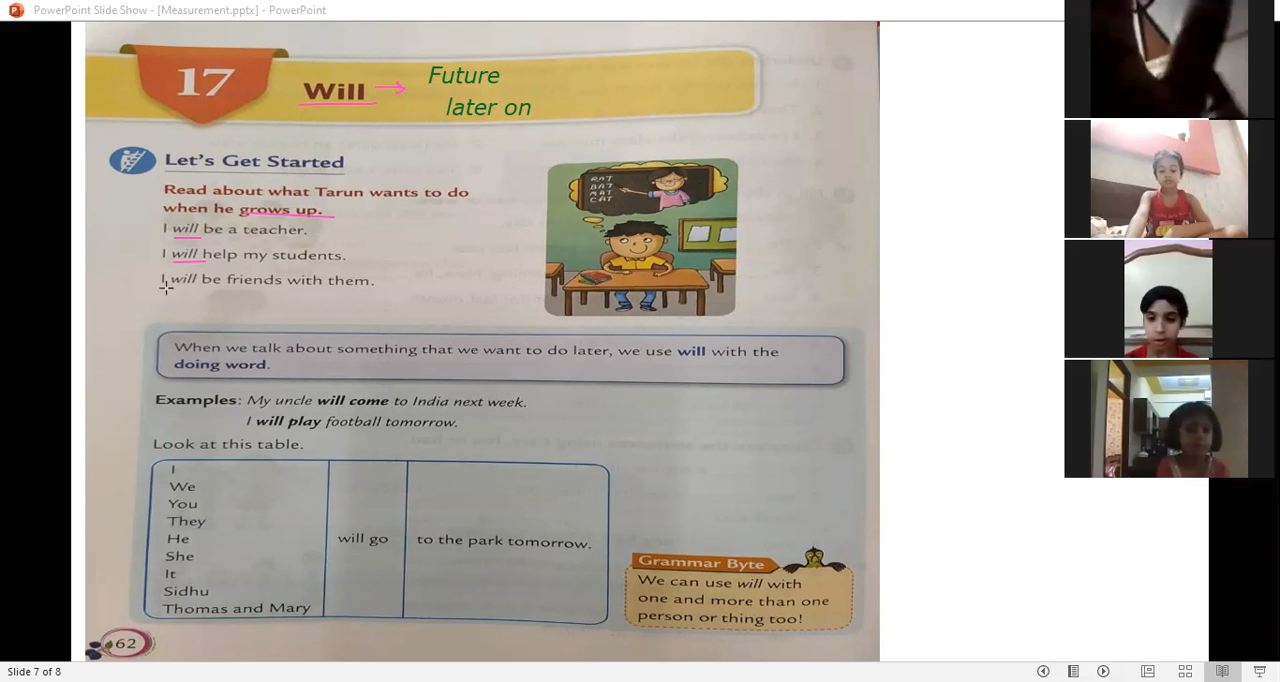 PowerPoint Slide Show - [Measurement.pptx] - PowerPoint
17
Will → Future
later on
Let's Get Started
Read about what Tarun wants to do
when he grows up.
I will be a teacher.
I will help my students.
I will be friends with them.
RAT
BAT
MAT
CAT
When we talk about something that we want to do later, we use will with the
doing word.
Examples: My uncle will come to India next week.
I will play football tomorrow.
Look at this table.
I
We
You
They
He will go to the park tomorrow.
She
It
Sidhu
Thomas and Mary
Grammar Byte
We can use will with
one and more than one
person or thing too!
62
Slide 7 of 8